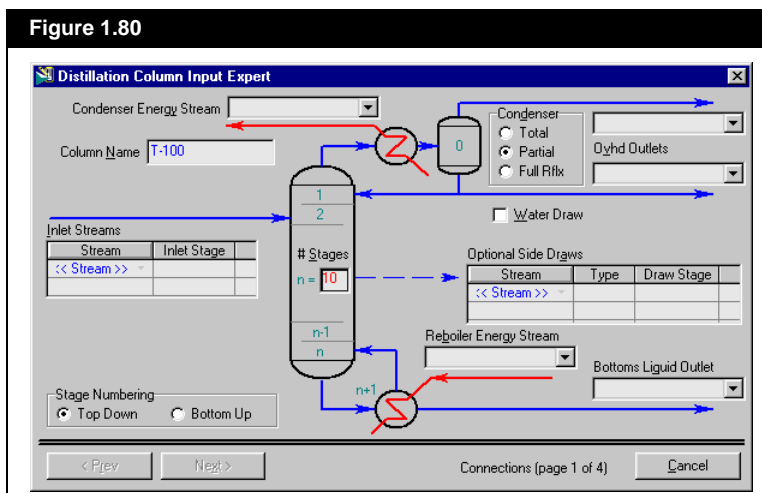 Figure 1.80
Distillation Column Input Expert
Condenser Energy Stream
Column Name T-100
0
Condenser
Total
Partial
Full Rflx
Ovhd Outlets
1
2
Water Draw
Inlet Streams
Stream Inlet Stage
<< Stream >>
# Stages
n = 10
Optional Side Draws
Stream Type Draw Stage
<< Stream >>
n-1
n
Reboiler Energy Stream
n+1
Bottoms Liquid Outlet
Stage Numbering
Top Down Bottom Up
< Prev Next >
Connections (page 1 of 4)
Cancel